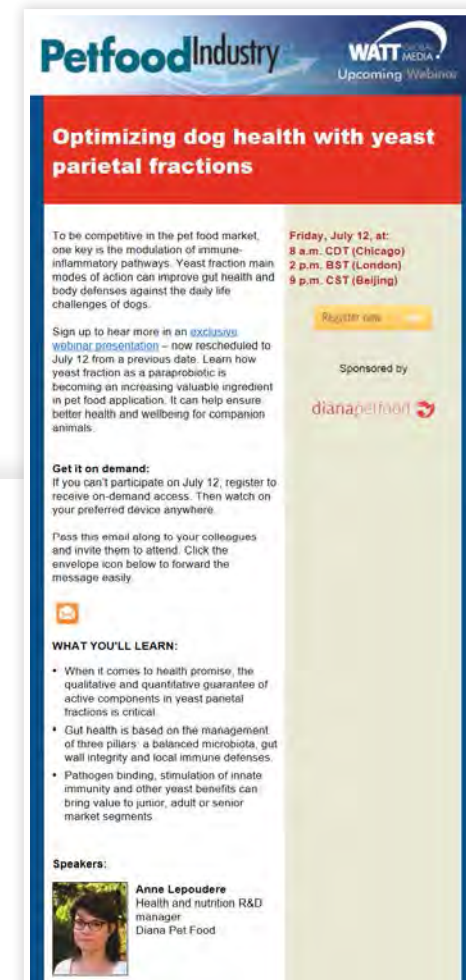 PetfoodIndustry
WATT GLOBAL MEDIA
Upcoming Webinar
Optimizing dog health with yeast
parietal fractions
To be competitive in the pet food market,
one key is the modulation of immune-
inflammatory pathways. Yeast fraction main
modes of action can improve gut health and
body defenses against the daily life
challenges of dogs.
Sign up to hear more in an exclusive
webinar presentation – now rescheduled to
July 12 from a previous date. Learn how
yeast fraction as a paraprobiotic is
becoming an increasing valuable ingredient
in pet food application. It can help ensure
better health and wellbeing for companion
animals.
Get it on demand:
If you can't participate on July 12, register to
receive on-demand access. Then watch on
your preferred device anywhere.
Pass this email along to your colleagues
and invite them to attend. Click the
envelope icon below to forward the
message easily.
WHAT YOU'LL LEARN:
• When it comes to health promise, the
qualitative and quantitative guarantee of
active components in yeast parietal
fractions is critical.
• Gut health is based on the management
of three pillars: a balanced microbiota, gut
wall integrity and local immune defenses.
• Pathogen binding, stimulation of innate
immunity and other yeast benefits can
bring value to junior, adult or senior
market segments.
Speakers:
Anne Lepoudere
Health and nutrition R&D
manager
Diana Pet Food
Friday, July 12, at:
8 a.m. CDT (Chicago)
2 p.m. BST (London)
9 p.m. CST (Beijing)
Register now
Sponsored by
dianapetfood